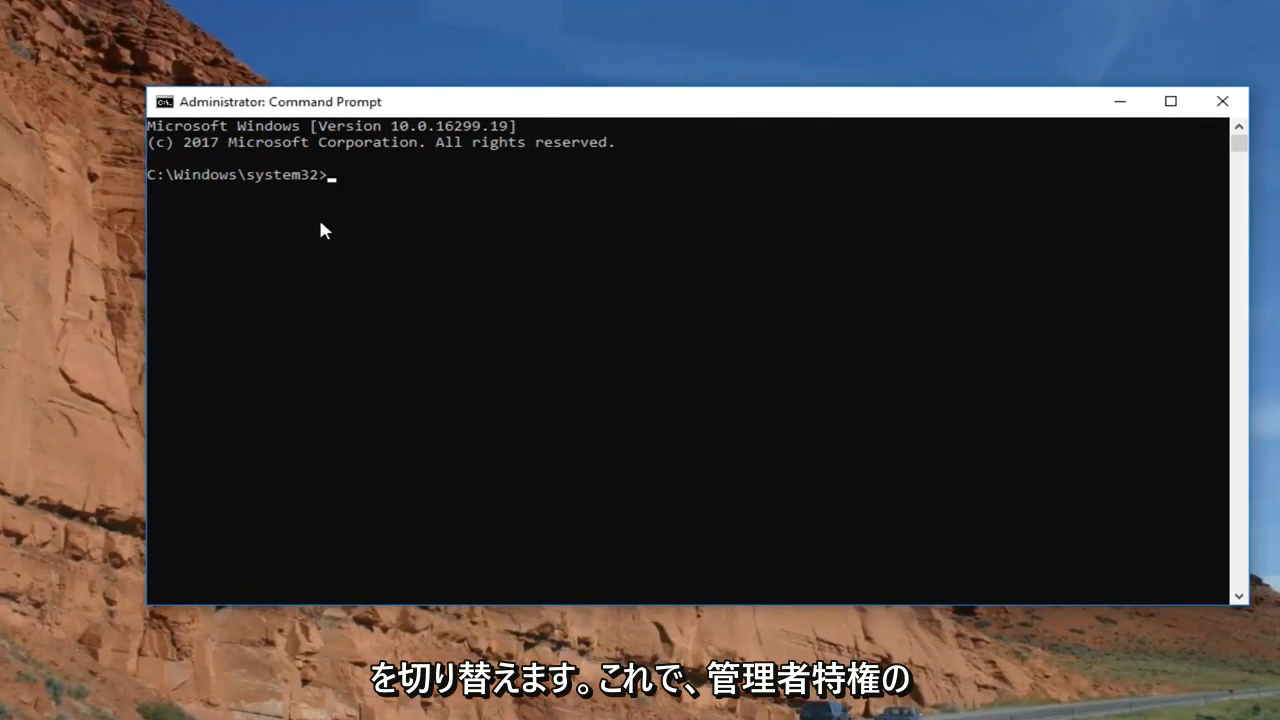 Administrator: Command Prompt
Microsoft Windows [Version 10.0.16299.19]
(c) 2017 Microsoft Corporation. All rights reserved.
C:\Windows\system32>
を切り替えます。これで、管理者特権の